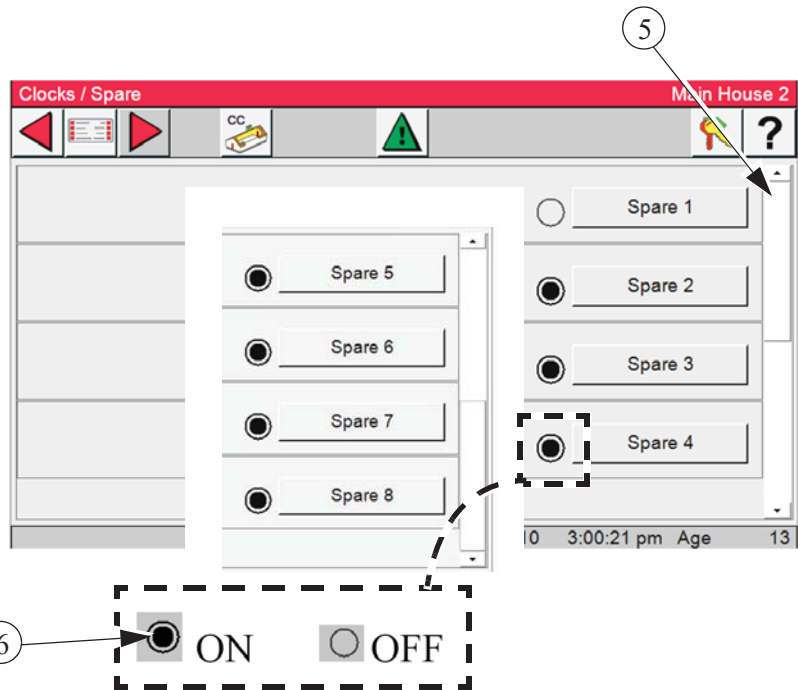 5
Clocks / Spare Main House 2
CC
?
Spare 1
Spare 2
Spare 3
Spare 4
Spare 5
Spare 6
Spare 7
Spare 8
10 3:00:21 pm Age 13
6
ON OFF